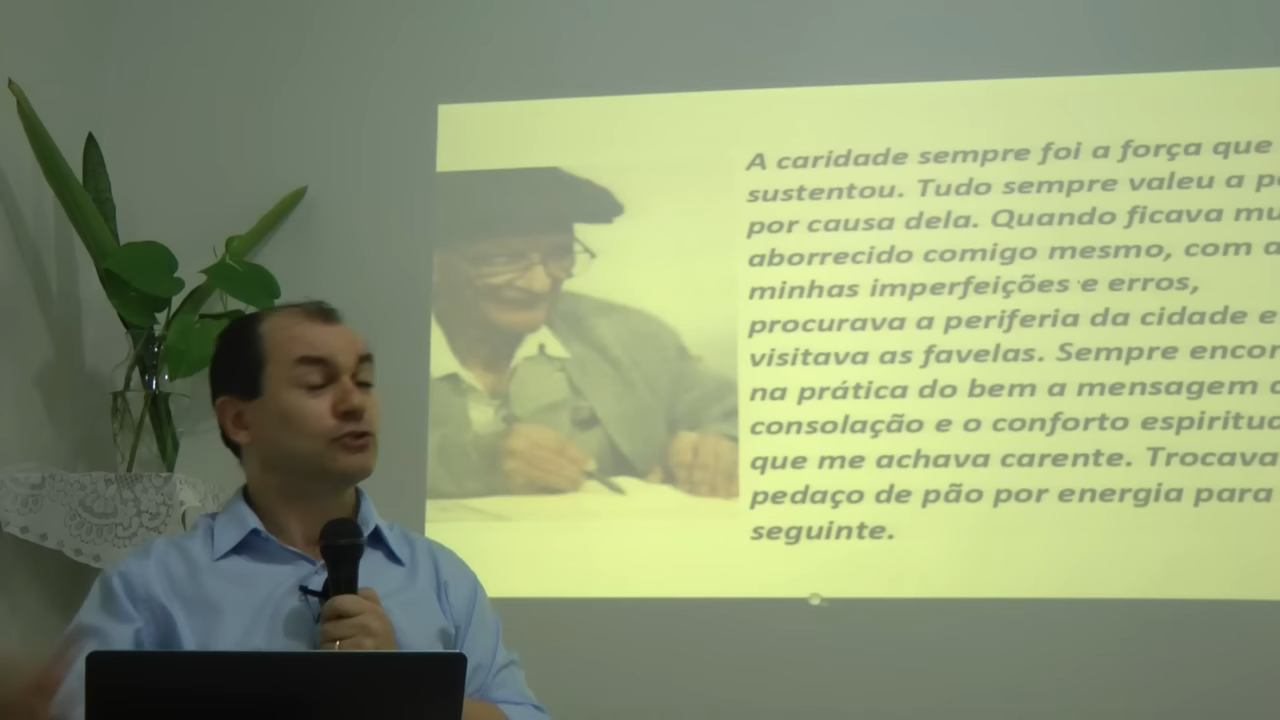 A caridade sempre foi a força que
sustentou. Tudo sempre valeu a
por causa dela. Quando ficava
aborrecido comigo mesmo, com
minhas imperfeições e erros,
procurava a periferia da cidade e
visitava as favelas. Sempre
na prática do bem a mensagem
consolação e o conforto
que me achava carente. Trocava
pedaço de pão por energia para
seguinte.